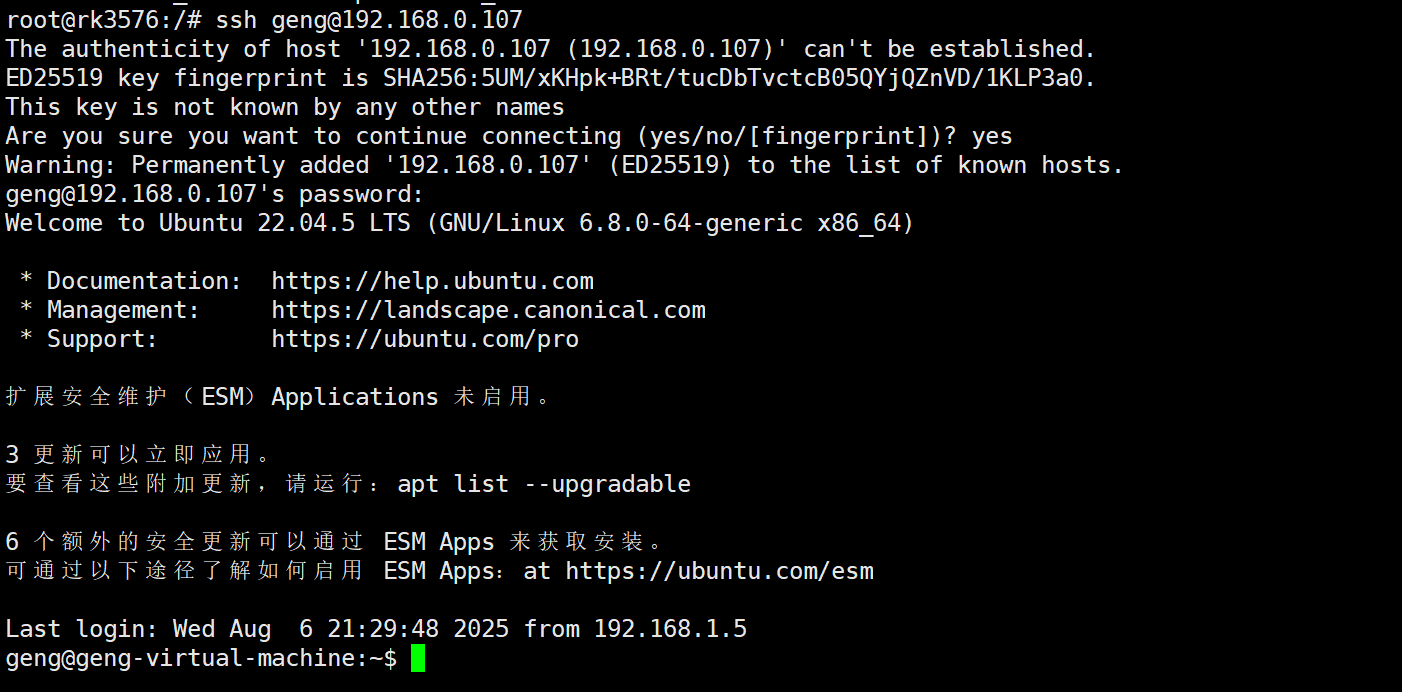 root@rk3576:/# ssh geng@192.168.0.107
The authenticity of host '192.168.0.107 (192.168.0.107)' can't be established.
ED25519 key fingerprint is SHA256:5UM/xKHpk+BRt/tucDbTvctcB05QYjQZnVD/1KLP3a0.
This key is not known by any other names
Are you sure you want to continue connecting (yes/no/[fingerprint])? yes
Warning: Permanently added '192.168.0.107' (ED25519) to the list of known hosts.
geng@192.168.0.107's password:
Welcome to Ubuntu 22.04.5 LTS (GNU/Linux 6.8.0-64-generic x86_64)
* Documentation:  https://help.ubuntu.com
* Management:     https://landscape.canonical.com
* Support:        https://ubuntu.com/pro
扩展安全维护（ESM）Applications 未启用。
3 更新可以立即应用。
要查看这些附加更新，请运行：apt list --upgradable
6 个额外的安全更新可以通过 ESM Apps 来获取安装。
可通过以下途径了解如何启用 ESM Apps：at https://ubuntu.com/esm
Last login: Wed Aug  6 21:29:48 2025 from 192.168.1.5
geng@geng-virtual-machine:~$